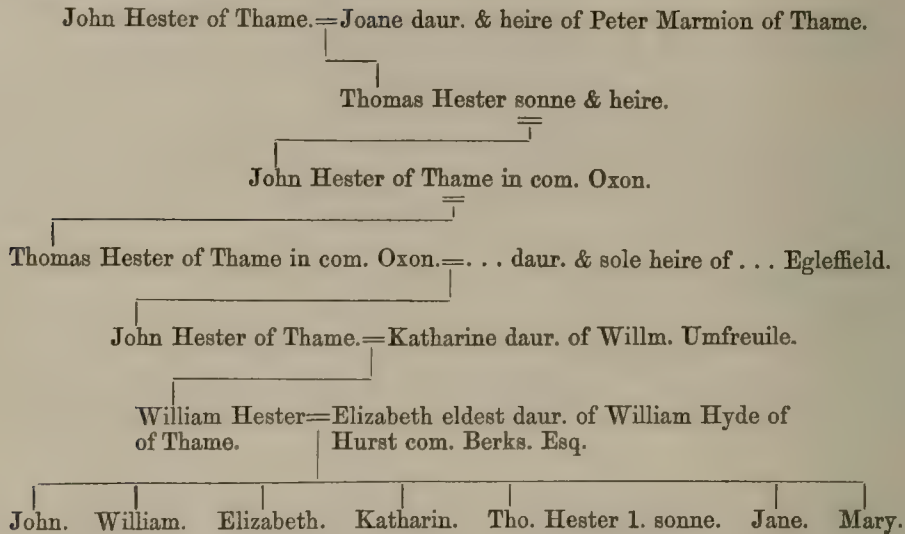 John Hester of Thame.=Joane daur. & heire of Peter Marmion of Thame.
Thomas Hester sonne & heire.
=
John Hester of Thame in com. Oxon.
=
Thomas Hester of Thame in com. Oxon.=. . . daur. & sole heire of . . . Egleffield.
John Hester of Thame.=Katharine daur. of Willm. Umfreuile.
William Hester=Elizabeth eldest daur. of William Hyde of
of Thame. Hurst com. Berks. Esq.
John. William. Elizabeth. Katharin. Tho. Hester 1. sonne. Jane. Mary.